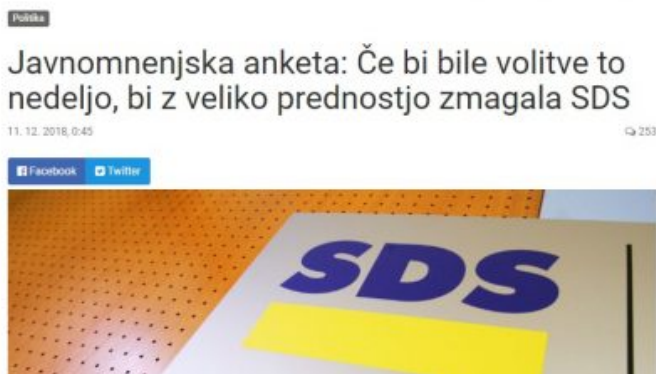 Politika
Javnomnenjska anketa: Če bi bile volitve to
nedeljo, bi z veliko prednostjo zmagala SDS
11. 12. 2018, 0:45
253
Facebook Twitter
SDS